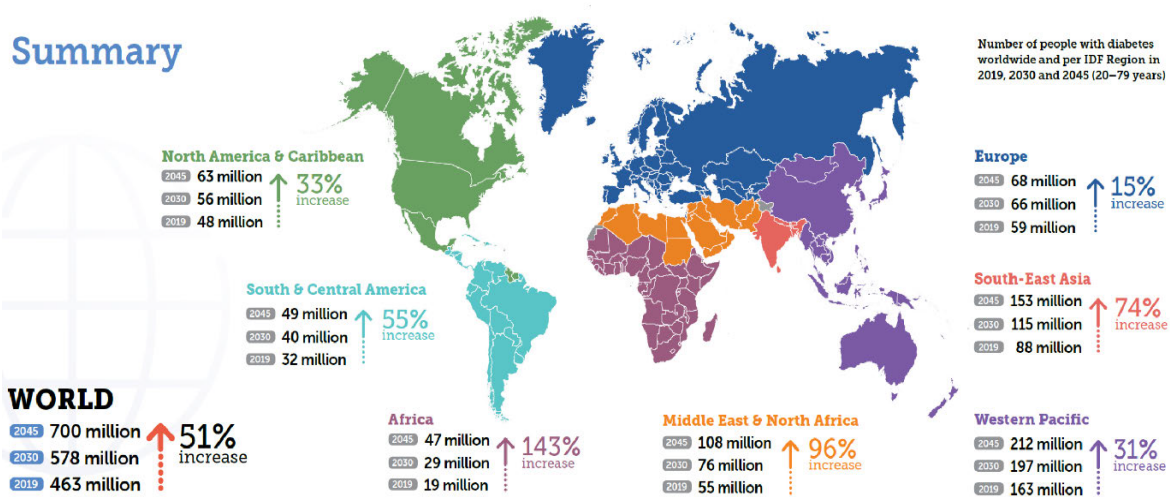 Summary
Number of people with diabetes
worldwide and per IDF Region in
2019, 2030 and 2045 (20–79 years)
North America & Caribbean
2045 63 million
2030 56 million
2019 48 million
33%
increase
Europe
2045 68 million
2030 66 million
2019 59 million
15%
increase
South & Central America
2045 49 million
2030 40 million
2019 32 million
55%
increase
South-East Asia
2045 153 million
2030 115 million
2019 88 million
74%
increase
WORLD
2045 700 million
2030 578 million
2019 463 million
51%
increase
Africa
2045 47 million
2030 29 million
2019 19 million
143%
increase
Middle East & North Africa
2045 108 million
2030 76 million
2019 55 million
96%
increase
Western Pacific
2045 212 million
2030 197 million
2019 163 million
31%
increase